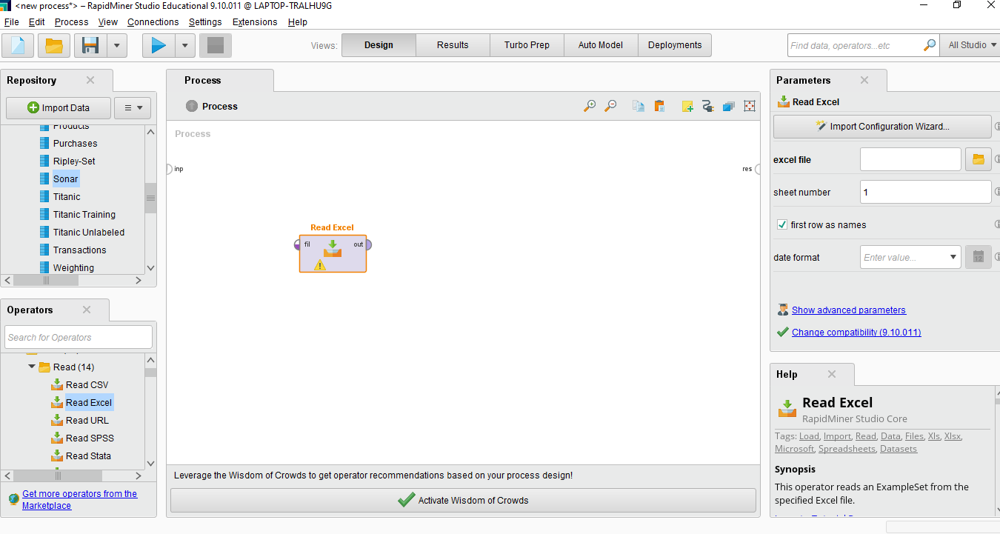 <new process*> – RapidMiner Studio Educational 9.10.011 @ LAPTOP-TRALHU9G
File Edit Process View Connections Settings Extensions Help
Views: Design Results Turbo Prep Auto Model Deployments Find data, operators...etc All Studio
Repository
Import Data
Products
Purchases
Ripley-Set
Sonar
Titanic
Titanic Training
Titanic Unlabeled
Transactions
Weighting
Operators
Search for Operators
Read (14)
Read CSV
Read Excel
Read URL
Read SPSS
Read Stata
Get more operators from the
Marketplace
Process
Process
Process
inp
res
Read Excel
fil out
Leverage the Wisdom of Crowds to get operator recommendations based on your process design!
Activate Wisdom of Crowds
Parameters
Read Excel
Import Configuration Wizard...
excel file
sheet number 1
first row as names
date format Enter value... 12
Show advanced parameters
Change compatibility (9.10.011)
Help
Read Excel
RapidMiner Studio Core
Tags: Load, Import, Read, Data, Files, Xls, Xlsx,
Microsoft, Spreadsheets, Datasets
Synopsis
This operator reads an ExampleSet from the
specified Excel file.